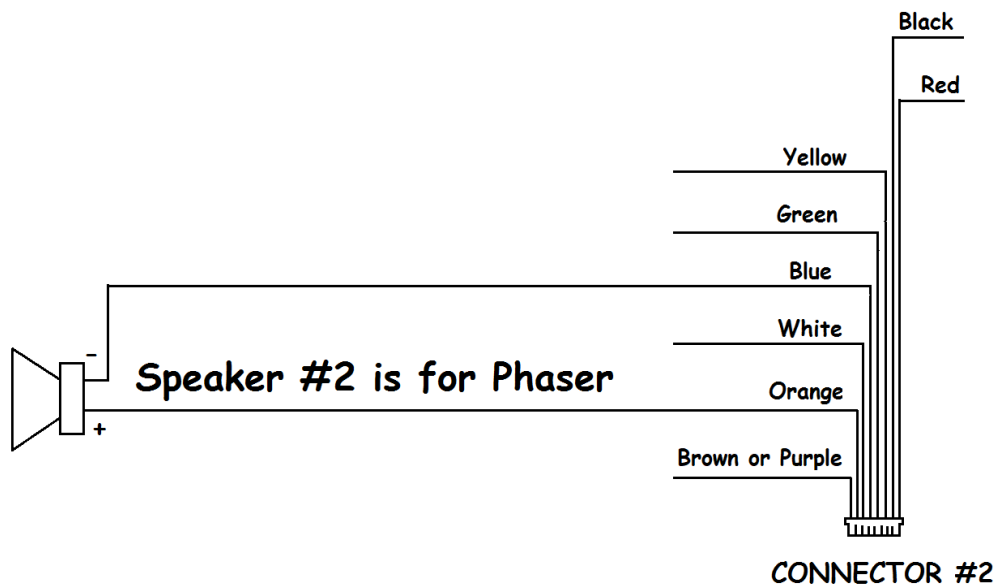 Black
Red
Yellow
Green
Blue
White
−
Speaker #2 is for Phaser
Orange
+
Brown or Purple
CONNECTOR #2